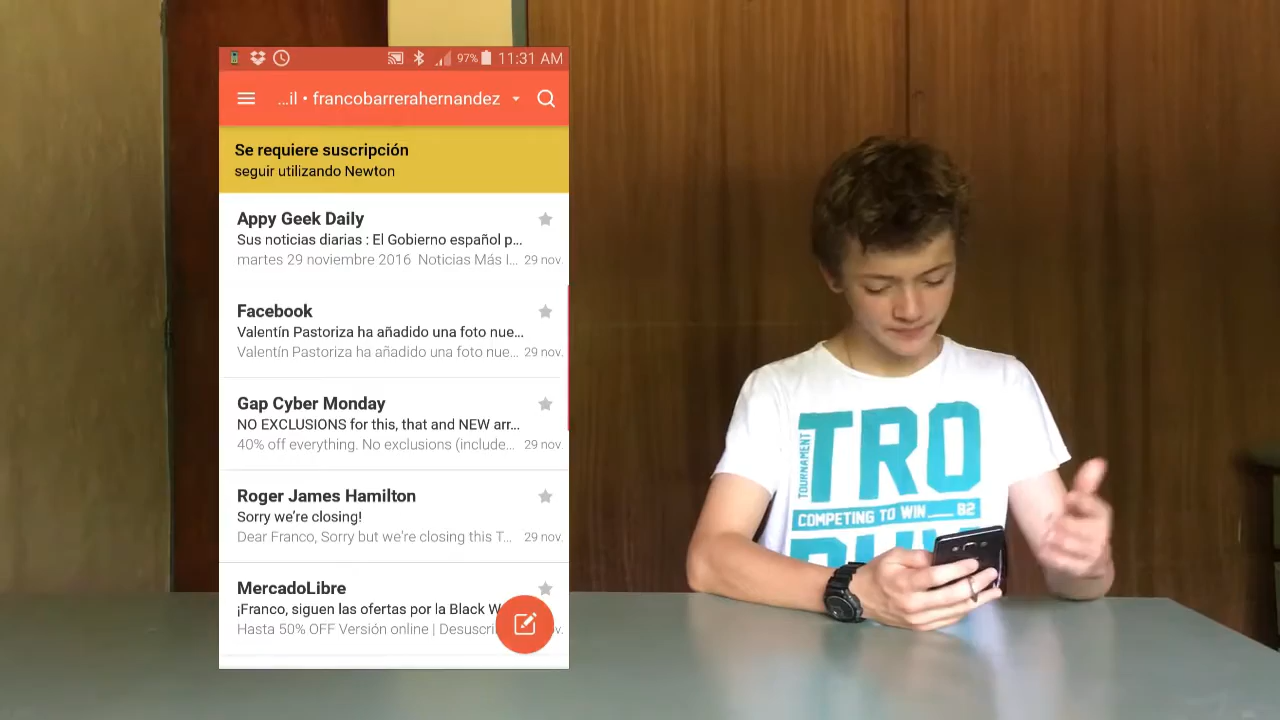 97% 11:31 AM
...il • francobarrerahernandez
Se requiere suscripción
seguir utilizando Newton
Appy Geek Daily
Sus noticias diarias : El Gobierno español p...
martes 29 noviembre 2016 Noticias Más I... 29 nov.
Facebook
Valentín Pastoriza ha añadido una foto nue...
Valentín Pastoriza ha añadido una foto nue... 29 nov.
Gap Cyber Monday
NO EXCLUSIONS for this, that and NEW arr...
40% off everything. No exclusions (include... 29 nov.
Roger James Hamilton
Sorry we're closing!
Dear Franco, Sorry but we're closing this T... 29 nov.
MercadoLibre
¡Franco, siguen las ofertas por la Black W
Hasta 50% OFF Versión online | Desuscri
TOURNAMENT
TRO
COMPETING TO WIN___ 82